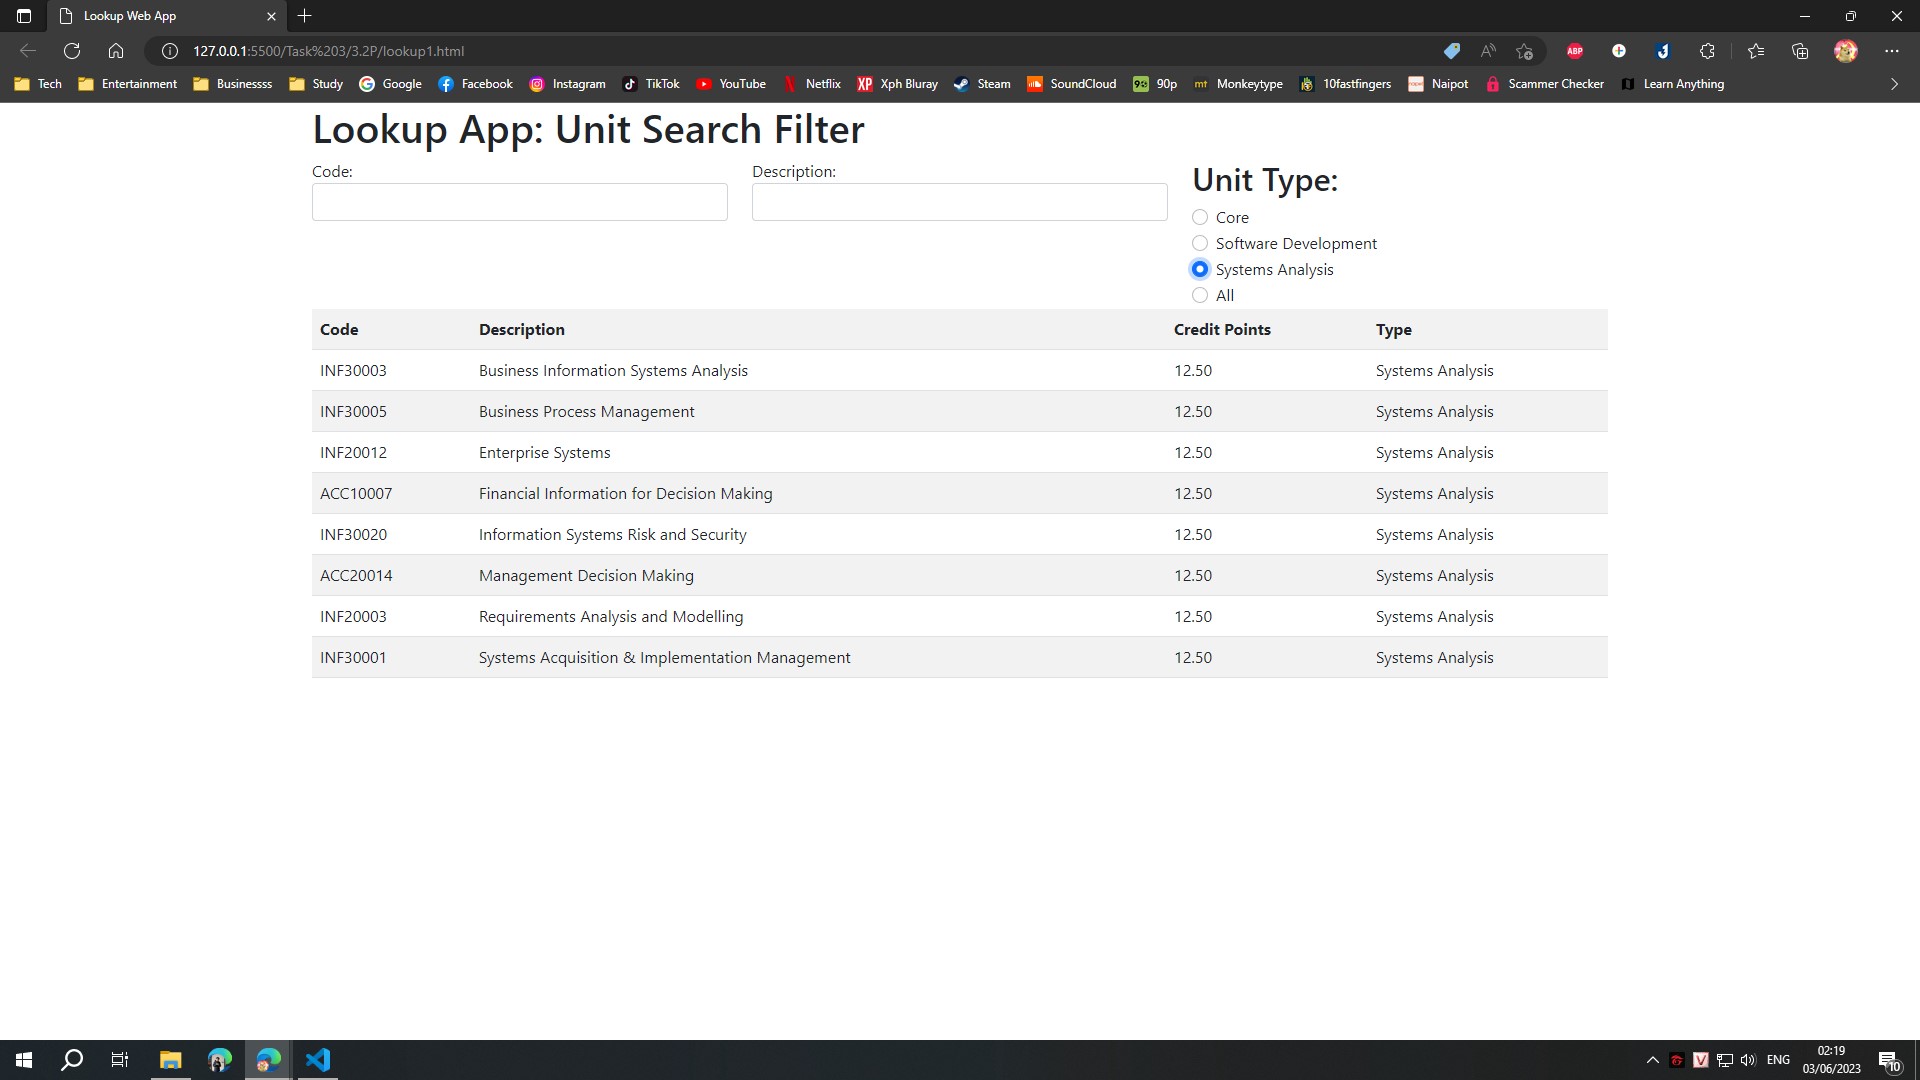 Lookup Web App
127.0.0.1:5500/Task%203/3.2P/lookup1.html
ABP
Tech Entertainment Businessss Study Google Facebook Instagram TikTok YouTube Netflix XP Xph Bluray Steam SoundCloud 90p mt Monkeytype 10fastfingers Naipot Scammer Checker Learn Anything
Lookup App: Unit Search Filter
Code: Description: Unit Type:
Core
Software Development
Systems Analysis
All
Code Description Credit Points Type
INF30003 Business Information Systems Analysis 12.50 Systems Analysis
INF30005 Business Process Management 12.50 Systems Analysis
INF20012 Enterprise Systems 12.50 Systems Analysis
ACC10007 Financial Information for Decision Making 12.50 Systems Analysis
INF30020 Information Systems Risk and Security 12.50 Systems Analysis
ACC20014 Management Decision Making 12.50 Systems Analysis
INF20003 Requirements Analysis and Modelling 12.50 Systems Analysis
INF30001 Systems Acquisition & Implementation Management 12.50 Systems Analysis
V ENG 02:19 10
03/06/2023